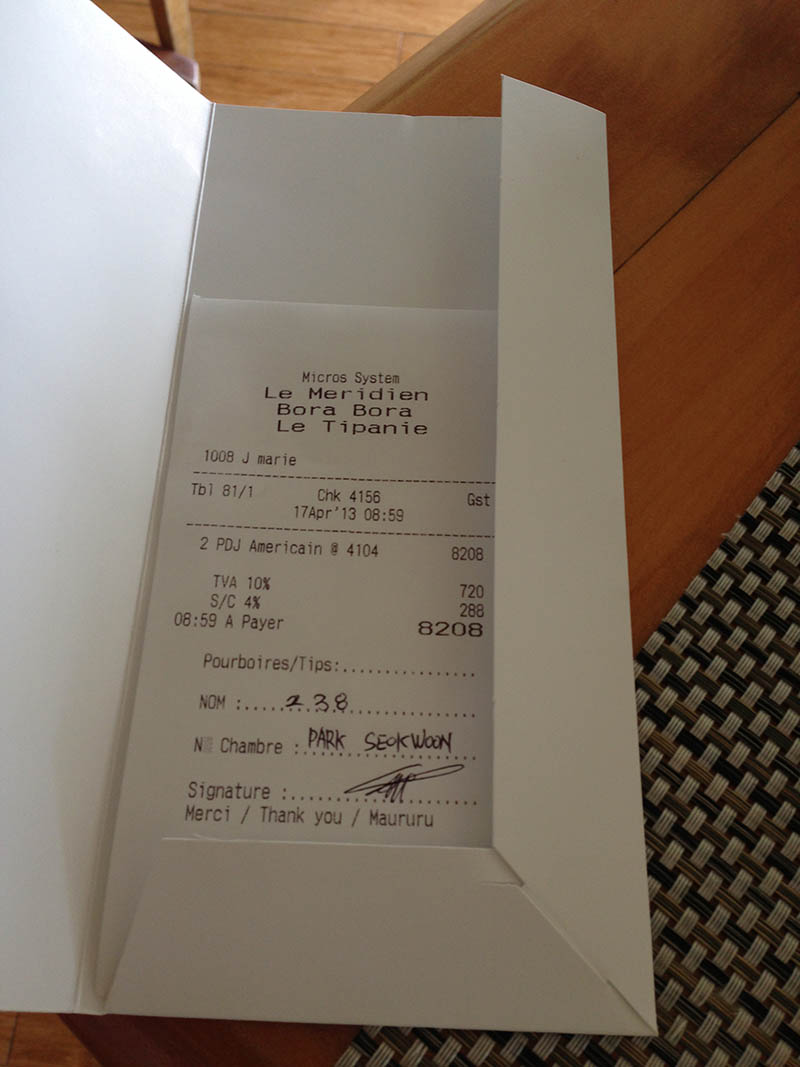 Micros System
Le Meridien
Bora Bora
Le Tipanie
1008 J marie
Tbl 81/1 Chk 4156 Gst
17Apr'13 08:59
2 PDJ Americain @ 4104 8208
TVA 10% 720
S/C 4% 288
08:59 A Payer 8208
Pourboires/Tips:..................
NOM :.....238..................
N▒ Chambre : PARK SEOKWOON
Signature :..........................
Merci / Thank you / Maururu